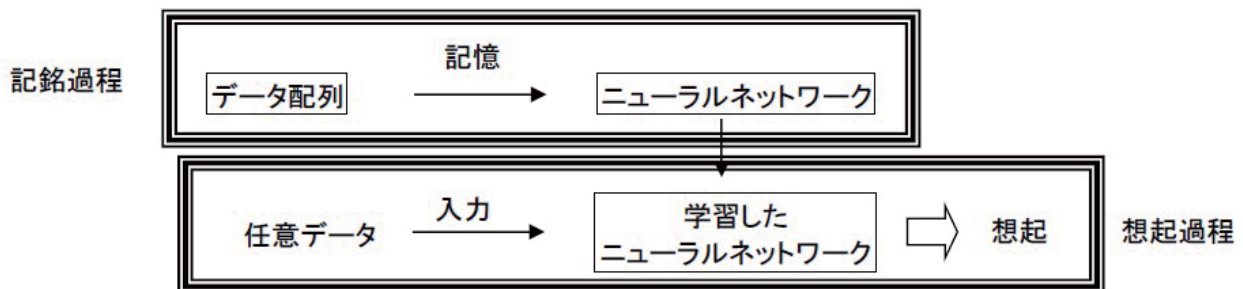 記銘過程
記憶
データ配列
ニューラルネットワーク
任意データ
入力
学習した
ニューラルネットワーク
想起
想起過程